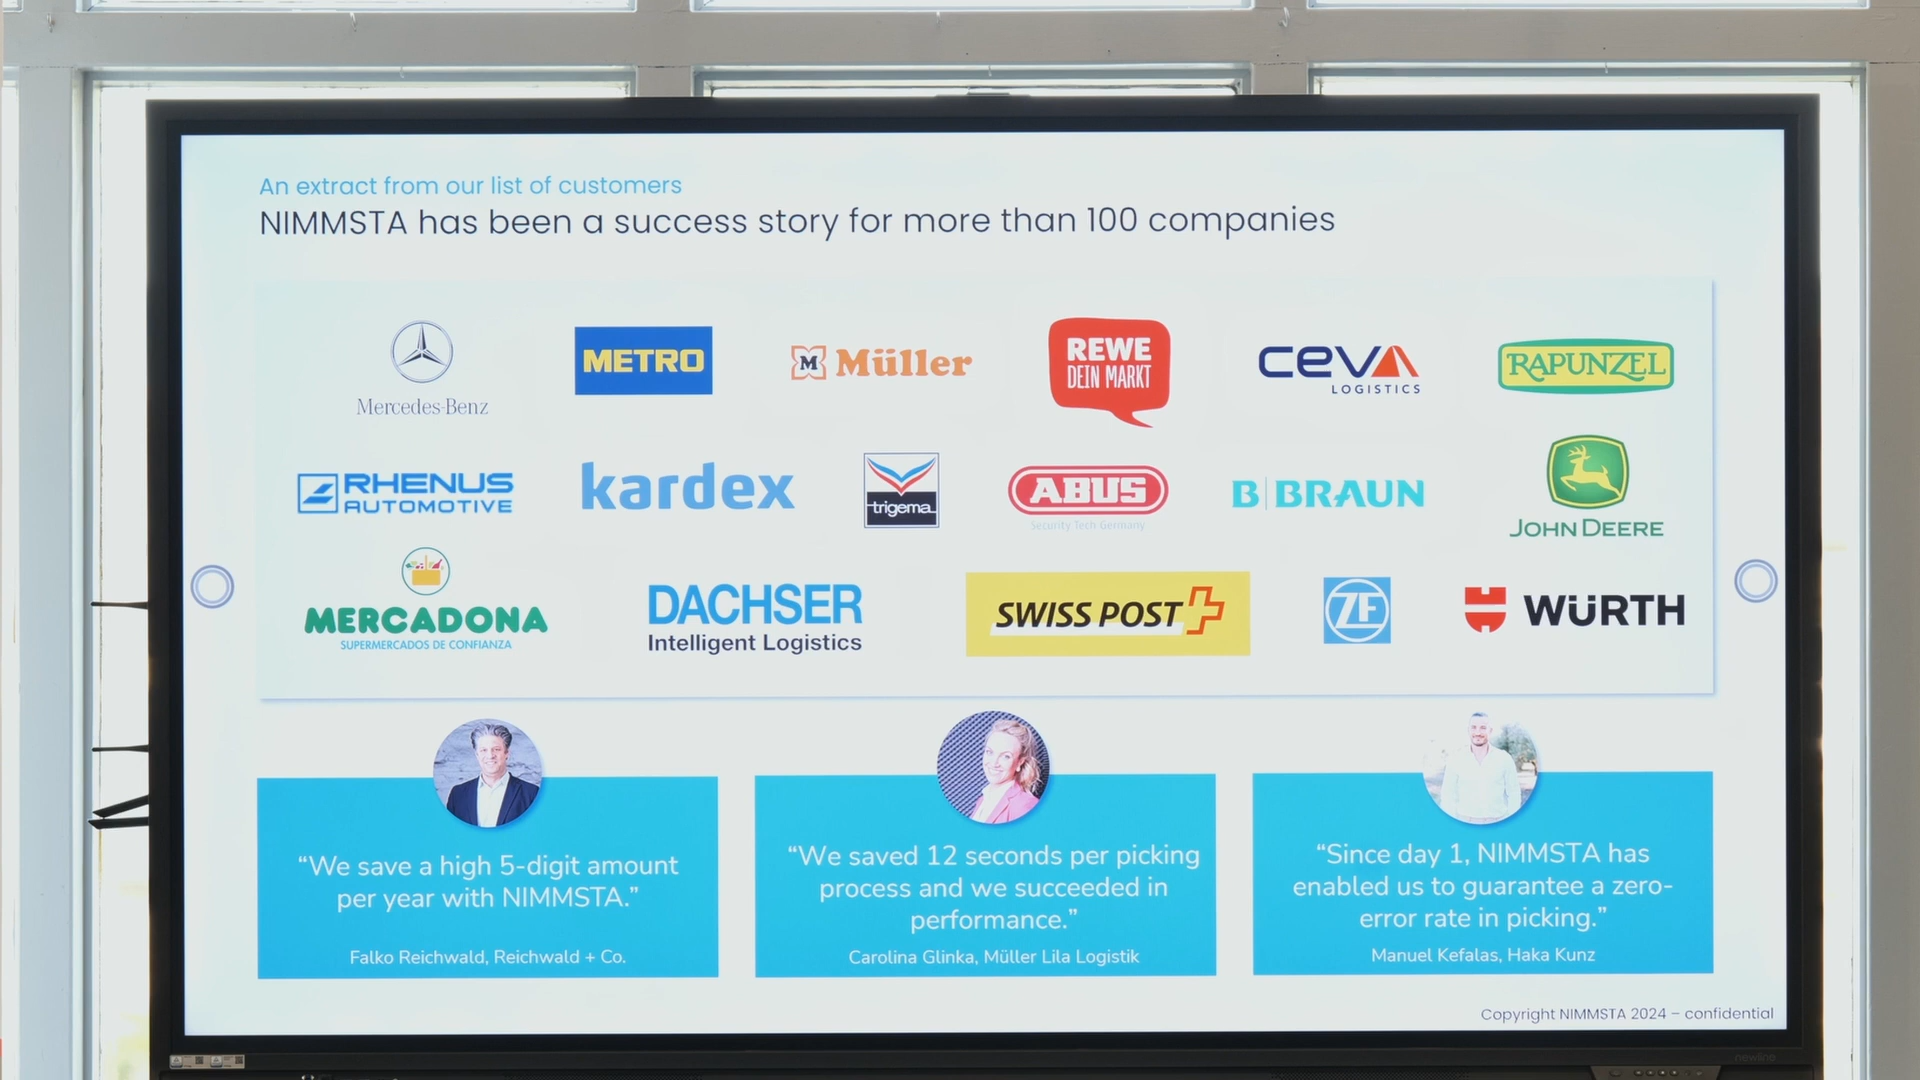 An extract from our list of customers
NIMMSTA has been a success story for more than 100 companies
Mercedes-Benz
METRO
M Müller
REWE
DEIN MARKT
CEVA
LOGISTICS
RAPUNZEL
RHENUS
AUTOMOTIVE
kardex
trigema
ABUS
Security Tech Germany
B|BRAUN
JOHN DEERE
MERCADONA
SUPERMERCADOS DE CONFIANZA
DACHSER
Intelligent Logistics
SWISS POST
ZF
WÜRTH
“We save a high 5-digit amount
per year with NIMMSTA.”
Falko Reichwald, Reichwald + Co.
“We saved 12 seconds per picking
process and we succeeded in
performance.”
Carolina Glinka, Müller Lila Logistik
“Since day 1, NIMMSTA has
enabled us to guarantee a zero-
error rate in picking.”
Manuel Kefalas, Haka Kunz
Copyright NIMMSTA 2024 – confidential
newline